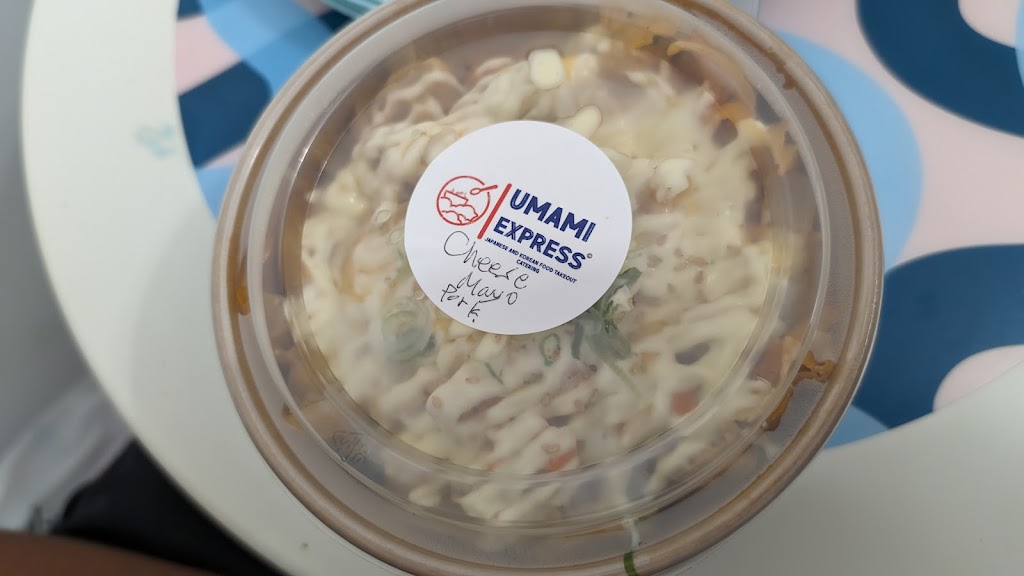 UMAMI
EXPRESS©
JAPANESE AND KOREAN FOOD TAKEOUT
CATERING
Cheese
Mayo
Pork